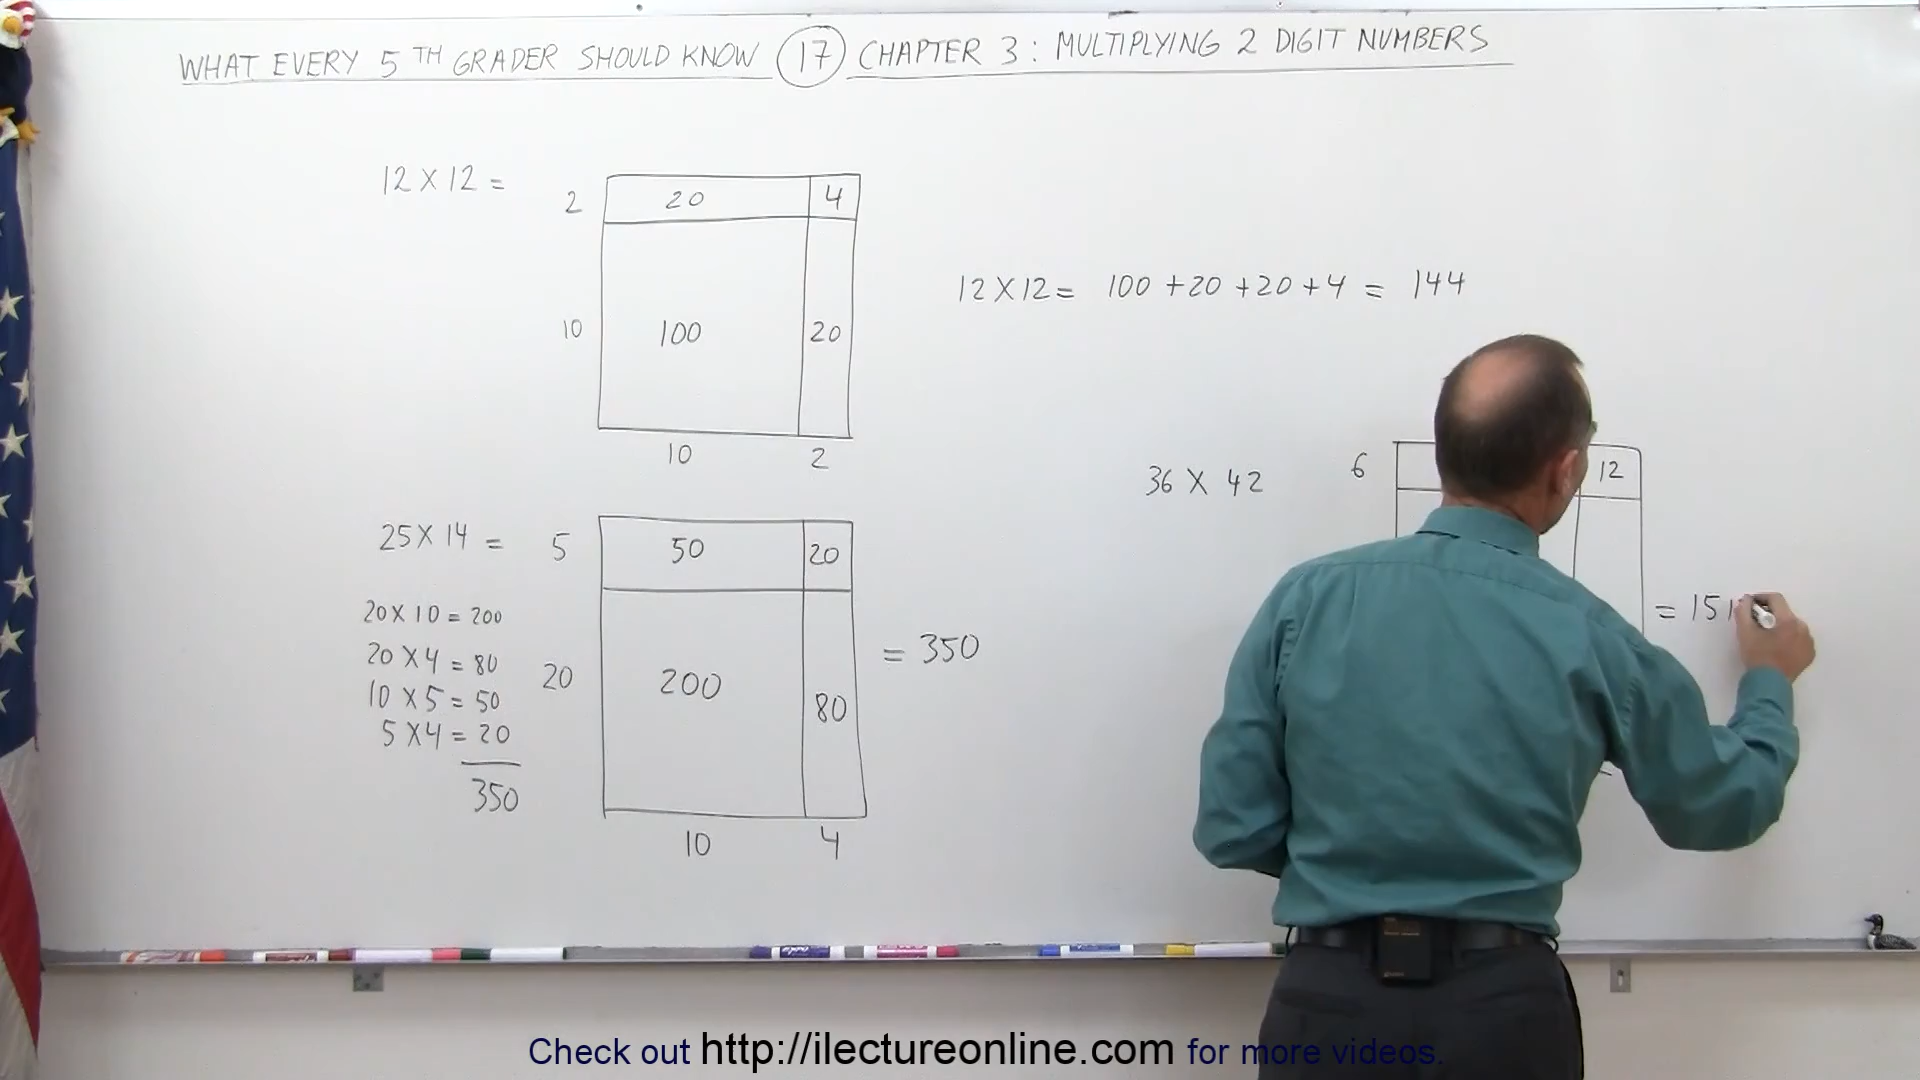 WHAT EVERY 5TH GRADER SHOULD KNOW 17 CHAPTER 3: MULTIPLYING 2 DIGIT NUMBERS
12 X 12 =
2
20
4
10
100
20
10
2
12 X 12 = 100 + 20 + 20 + 4 = 144
25 X 14 =
5
50
20
20 X 10 = 200
20 X 4 = 80
10 X 5 = 50
5 X 4 = 20
350
20
200
80
10
4
= 350
36 X 42
6
12
= 15
Check out http://ilectureonline.com for more videos.